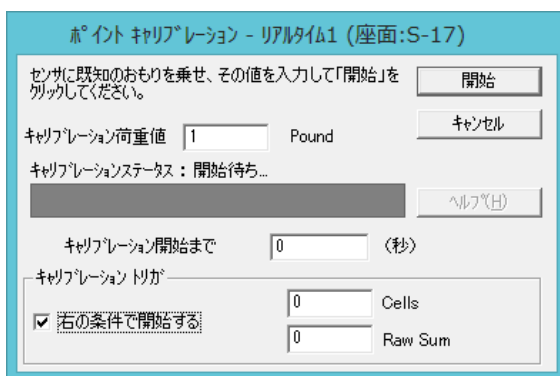 ポイント キャリブレーション - リアルタイム1 (座面:S-17)
センサに既知のおもりを乗せ、その値を入力して「開始」を
クリックしてください。
開始
キャリブレーション荷重値 1 Pound
キャンセル
キャリブレーションステータス : 開始待ち...
ヘルプ(H)
キャリブレーション開始まで 0 (秒)
キャリブレーション トリガ
右の条件で開始する
0 Cells
0 Raw Sum